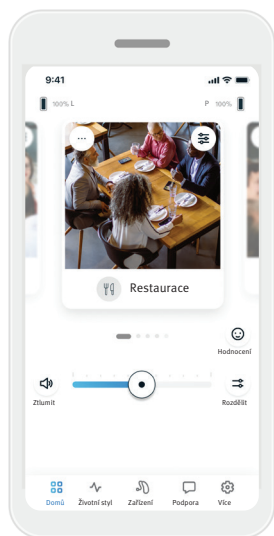 9:41
100% L
P 100%
Restaurace
Hodnocení
Ztlumit
Rozdělit
Domů
Životní styl
Zařízení
Podpora
Více